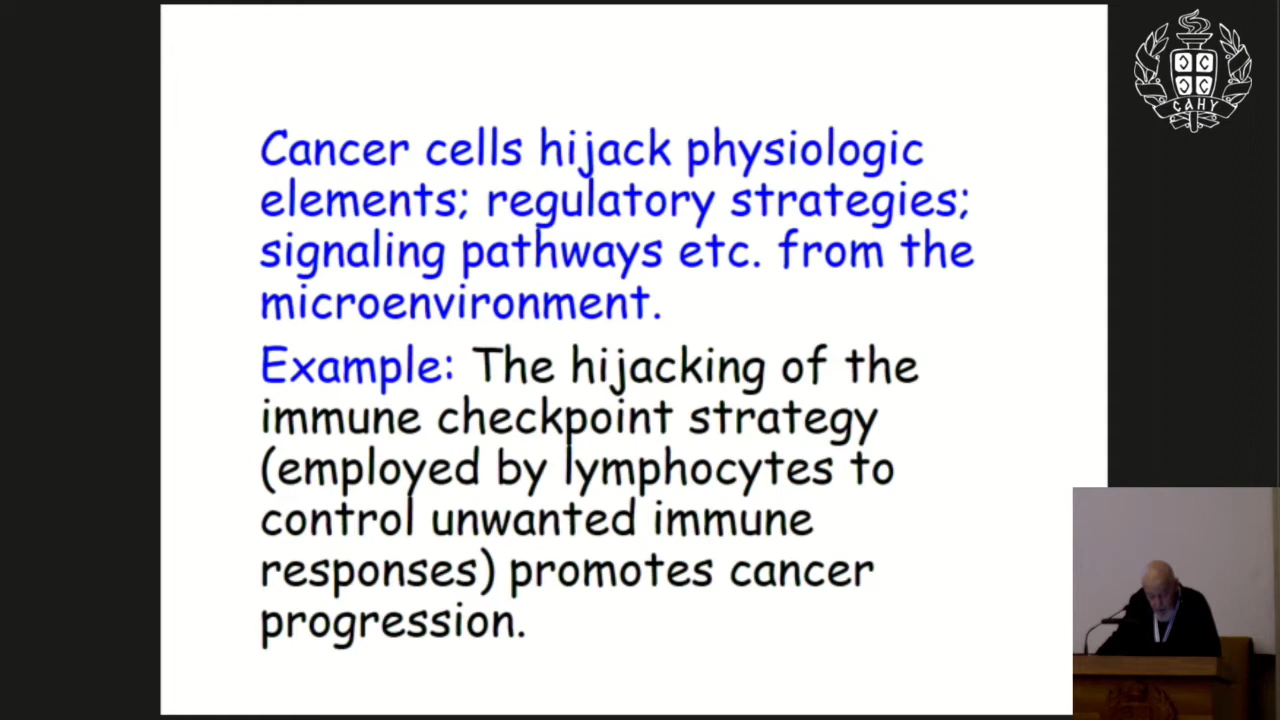 Cancer cells hijack physiologic
elements; regulatory strategies;
signaling pathways etc. from the
microenvironment.
Example: The hijacking of the
immune checkpoint strategy
(employed by lymphocytes to
control unwanted immune
responses) promotes cancer
progression.
САНУ